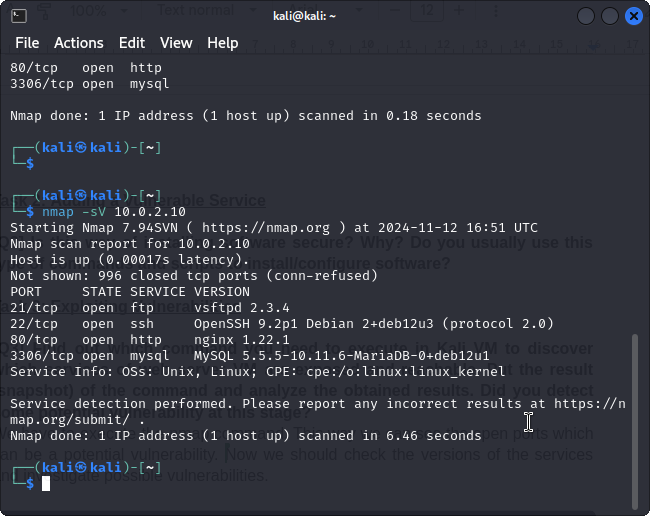 kali@kali: ~
File Actions Edit View Help
80/tcp   open  http
3306/tcp open  mysql
Nmap done: 1 IP address (1 host up) scanned in 0.18 seconds
┌──(kali㉿kali)-[~]
└─$
┌──(kali㉿kali)-[~]
└─$ nmap -sV 10.0.2.10
Starting Nmap 7.94SVN ( https://nmap.org ) at 2024-11-12 16:51 UTC
Nmap scan report for 10.0.2.10
Host is up (0.00017s latency).
Not shown: 996 closed tcp ports (conn-refused)
PORT     STATE SERVICE VERSION
21/tcp   open  ftp     vsftpd 2.3.4
22/tcp   open  ssh     OpenSSH 9.2p1 Debian 2+deb12u3 (protocol 2.0)
80/tcp   open  http    nginx 1.22.1
3306/tcp open  mysql   MySQL 5.5.5-10.11.6-MariaDB-0+deb12u1
Service Info: OSs: Unix, Linux; CPE: cpe:/o:linux:linux_kernel
Service detection performed. Please report any incorrect results at https://n
map.org/submit/
Nmap done: 1 IP address (1 host up) scanned in 6.46 seconds
┌──(kali㉿kali)-[~]
└─$